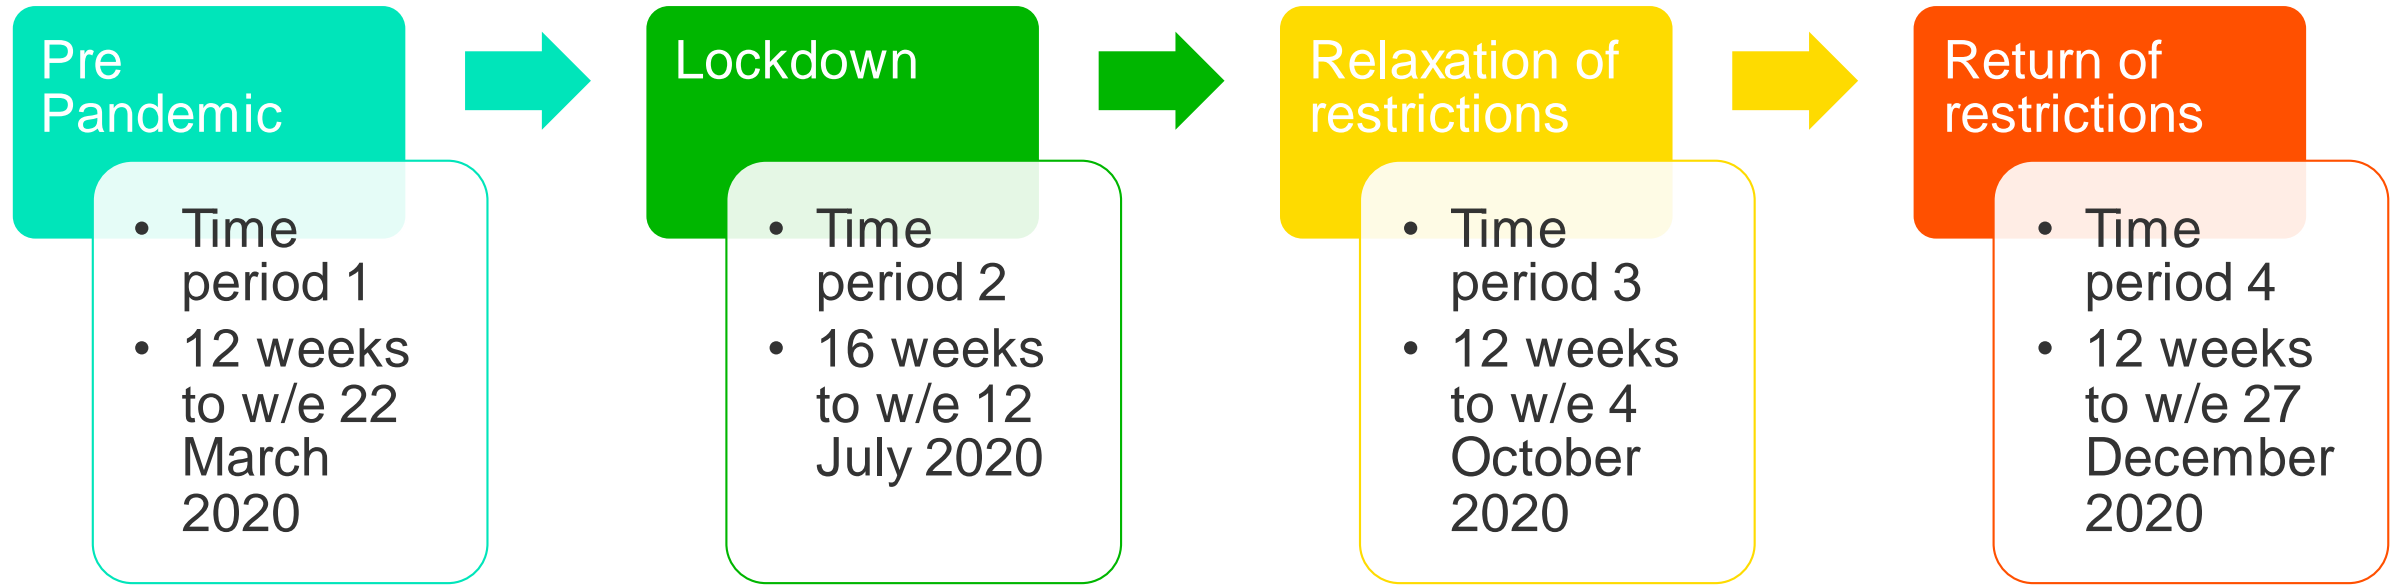 Pre
Pandemic
• Time
period 1
• 12 weeks
to w/e 22
March
2020
Lockdown
• Time
period 2
• 16 weeks
to w/e 12
July 2020
Relaxation of
restrictions
• Time
period 3
• 12 weeks
to w/e 4
October
2020
Return of
restrictions
• Time
period 4
• 12 weeks
to w/e 27
December
2020